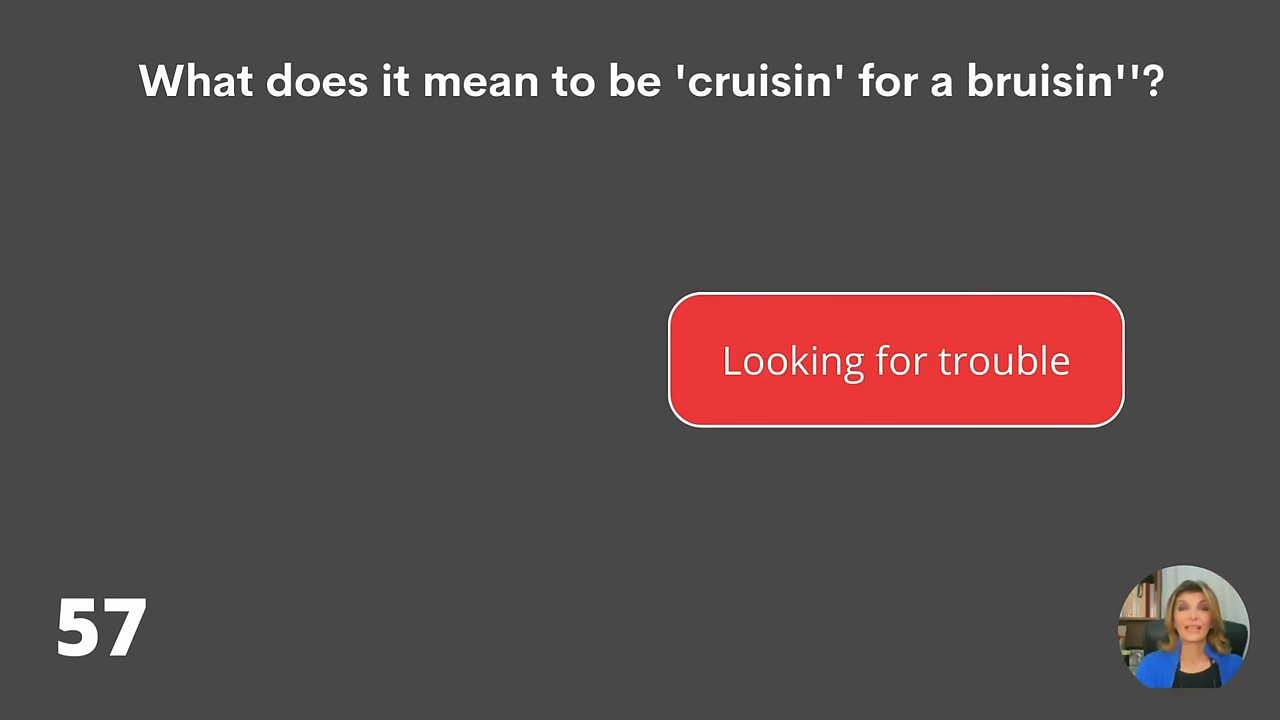 What does it mean to be 'cruisin' for a bruisin''?
Looking for trouble
57